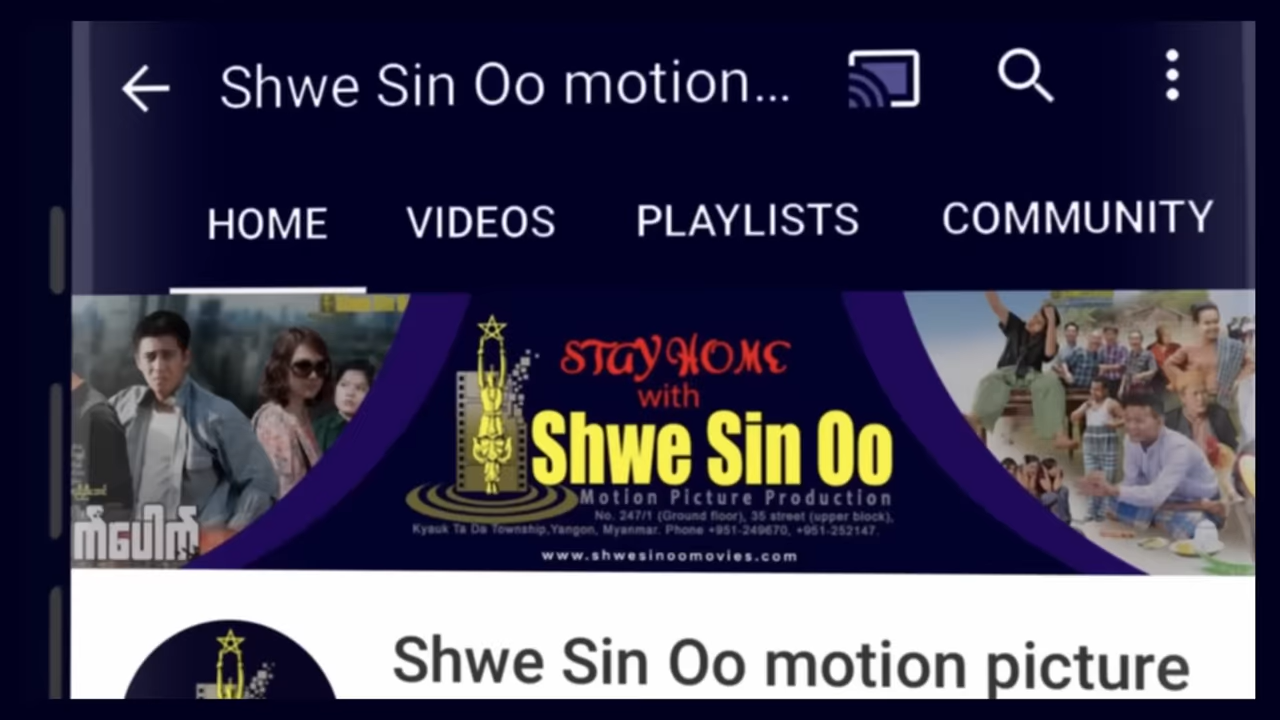 Shwe Sin Oo motion...
HOME VIDEOS PLAYLISTS COMMUNITY
STAY HOME
with
Shwe Sin Oo
Motion Picture Production
No. 247/1 (Ground floor), 35 street (upper block),
Kyauk Ta Da Township,Yangon, Myanmar. Phone +951-249670, +951-252147.
www.shwesinoomovies.com
Shwe Sin Oo motion picture